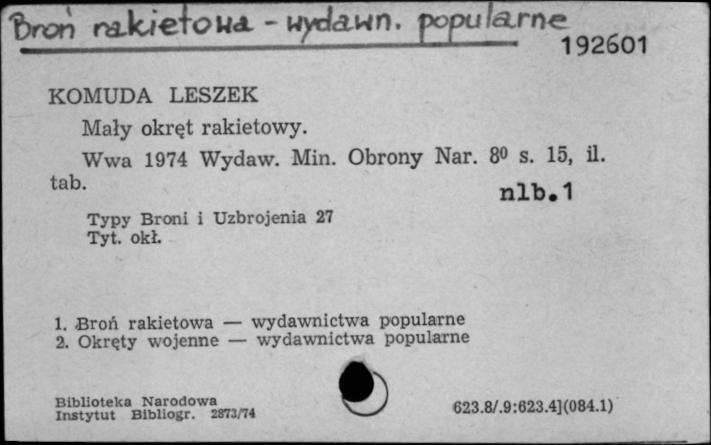 Broń rakietowa - wydawn. popularne
192601
KOMUDA LESZEK
Mały okręt rakietowy.
Wwa 1974 Wydaw. Min. Obrony Nar. 8⁰ s. 15, il.
tab.
nlb.1
Typy Broni i Uzbrojenia 27
Tyt. okł.
1. Broń rakietowa — wydawnictwa popularne
2. Okręty wojenne — wydawnictwa popularne
Biblioteka Narodowa
Instytut Bibliogr. 2873/74
623.8/.9:623.4](084.1)